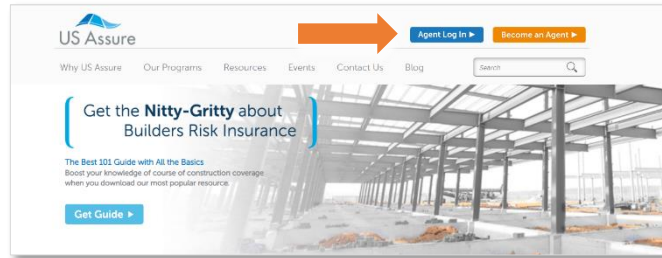 US Assure
Agent Log In ▶
Become an Agent ▶
Why US Assure
Our Programs
Resources
Events
Contact Us
Blog
Search
Get the Nitty-Gritty about
Builders Risk Insurance
The Best 101 Guide with All the Basics
Boost your knowledge of course of construction coverage
when you download our most popular resource.
Get Guide ▶